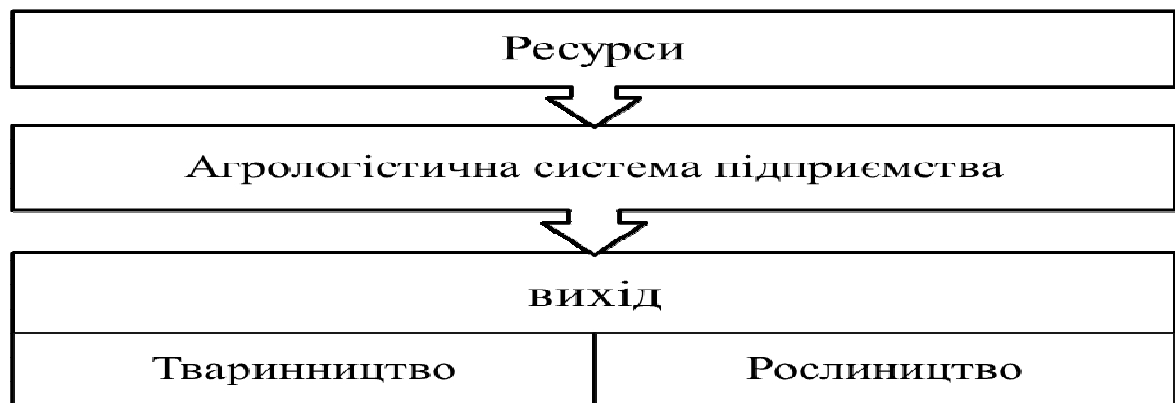 Ресурси
Агрологістична система підприємства
вихід
Тваринництво
Рослиництво